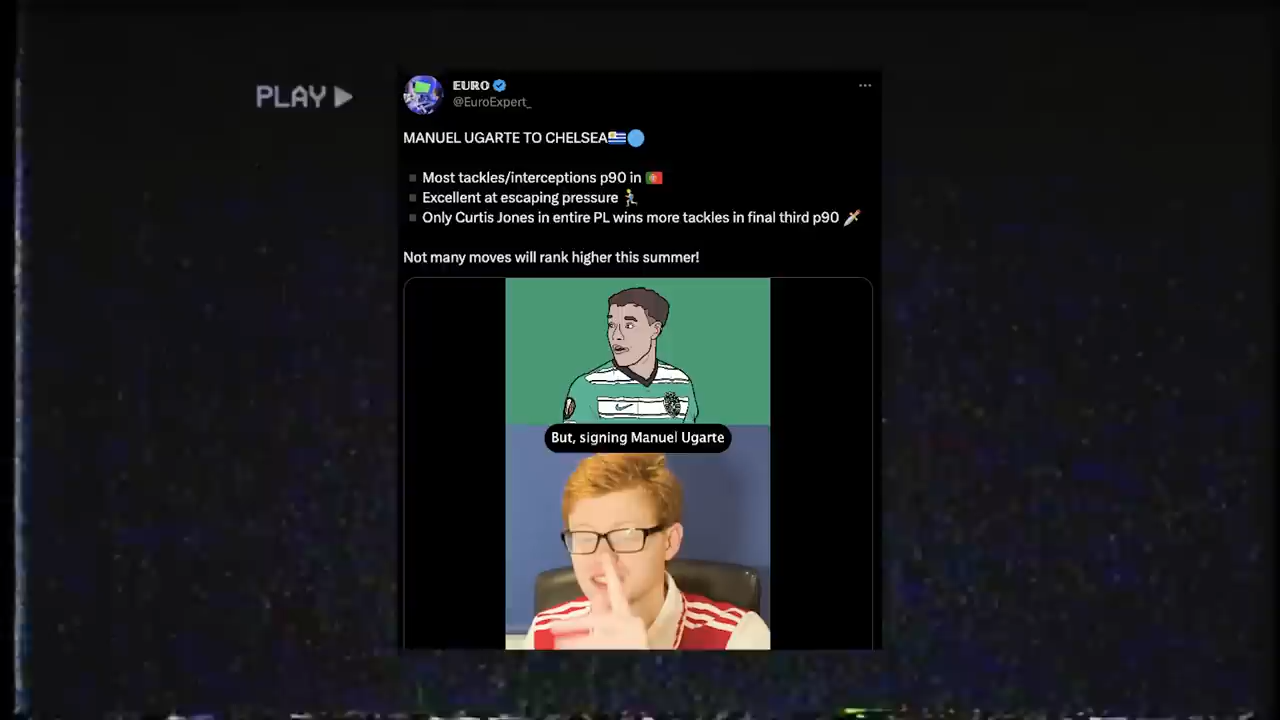 PLAY
EURO
@EuroExpert_
MANUEL UGARTE TO CHELSEA🇺🇾🔵
▪️ Most tackles/interceptions p90 in 🇵🇹
▪️ Excellent at escaping pressure 🏃‍♂️
▪️ Only Curtis Jones in entire PL wins more tackles in final third p90 🗡️
Not many moves will rank higher this summer!
But, signing Manuel Ugarte